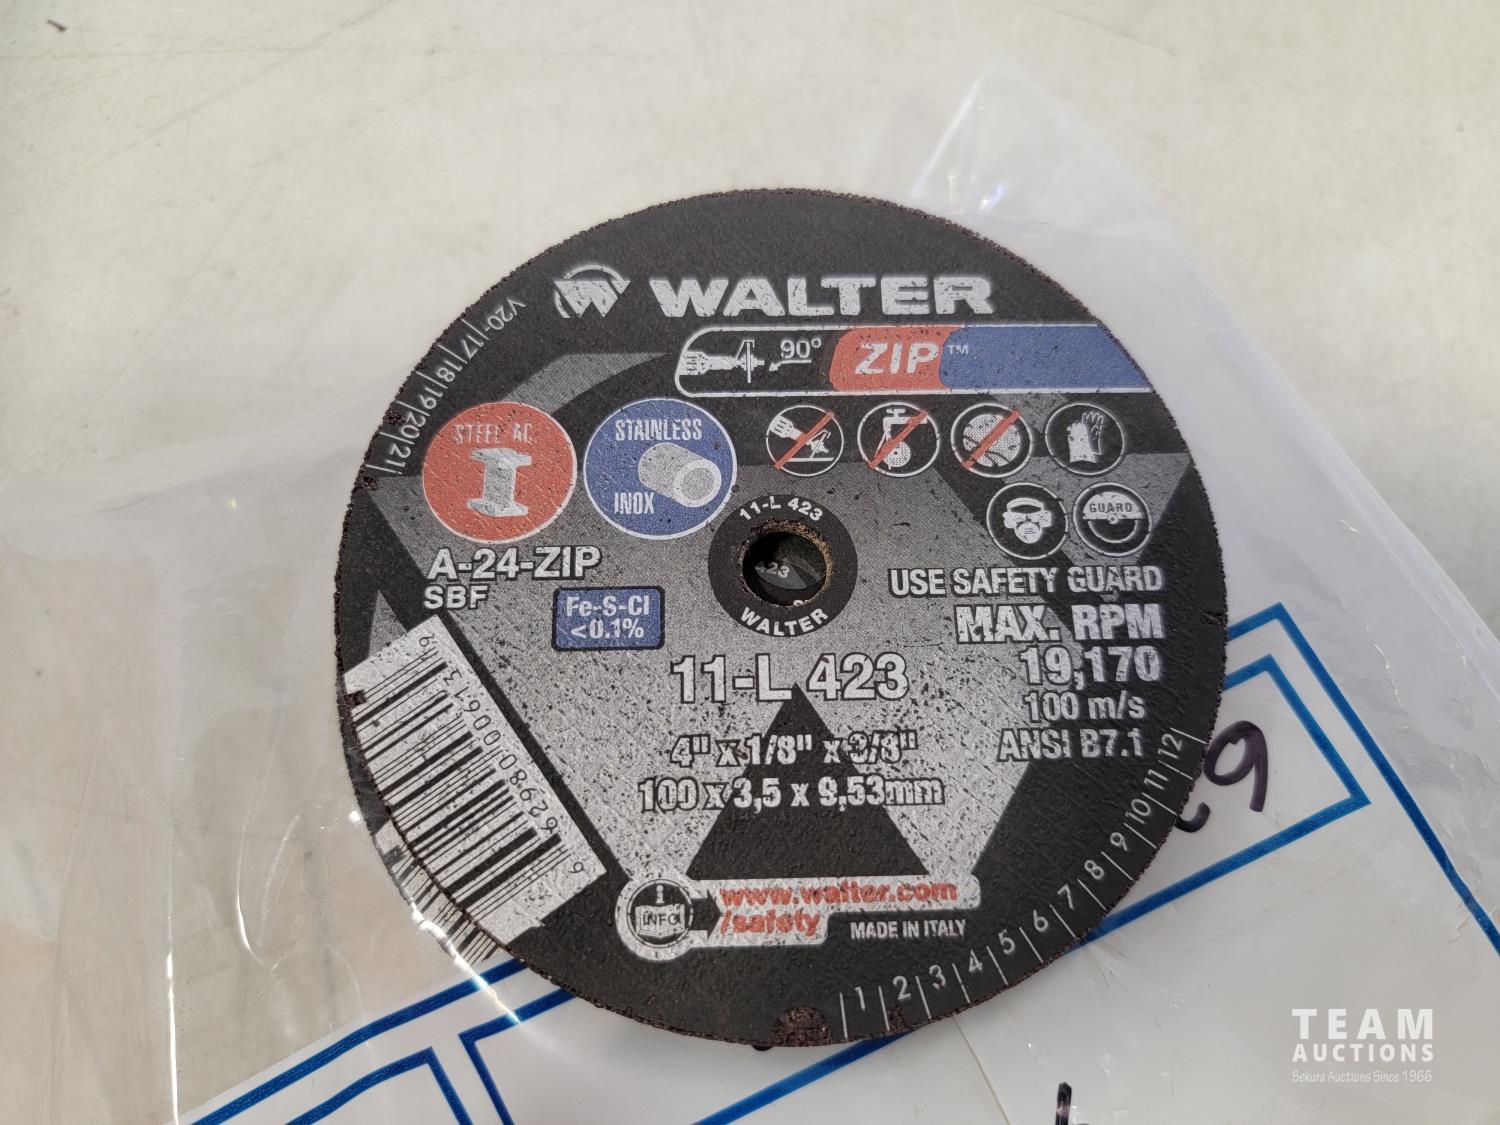 WALTER
90° ZIP™
V20- 17 18 19 20 21
STEEL AC.
STAINLESS
INOX
GUARD
11-L 423
423
WALTER
A-24-ZIP
SBF
Fe-S-Cl
<0.1%
USE SAFETY GUARD
MAX. RPM
19,170
100 m/s
ANSI B7.1
11-L 423
4" x 1/8" x 3/8"
100 x 3,5 x 9,53mm
i
INFO
www.walter.com
/safety
MADE IN ITALY
1 2 3 4 5 6 7 8 9 10 11 12
TEAM
AUCTIONS
Sekura Auctions Since 1966